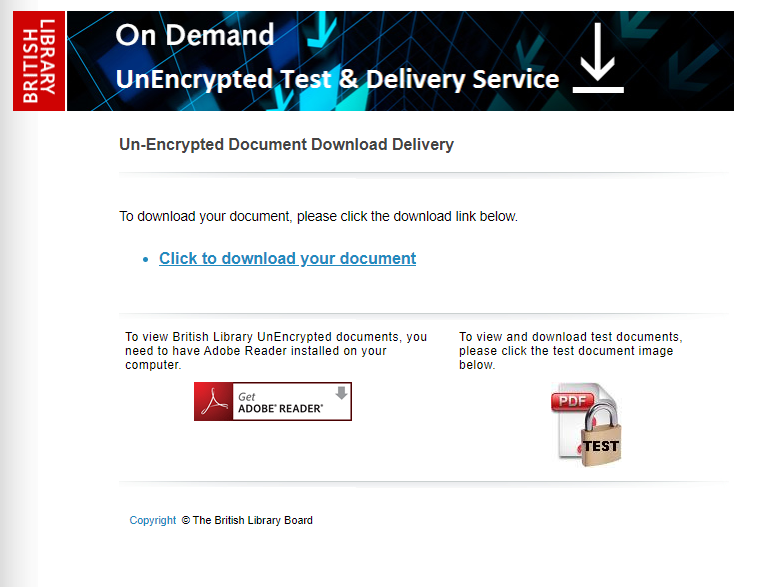 BRITISH
LIBRARY
On Demand
UnEncrypted Test & Delivery Service
Un-Encrypted Document Download Delivery
To download your document, please click the download link below.
• Click to download your document
To view British Library UnEncrypted documents, you
need to have Adobe Reader installed on your
computer.
Get
ADOBE® READER®
To view and download test documents,
please click the test document image
below.
PDF
TEST
Copyright © The British Library Board